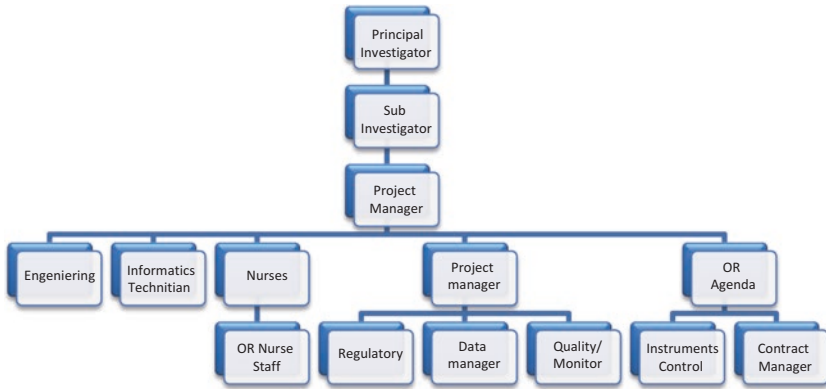 Principal
Investigator
Sub
Investigator
Project
Manager
Engeniering
Informatics
Technitian
Nurses
Project
manager
OR
Agenda
OR Nurse
Staff
Regulatory
Data
manager
Quality/
Monitor
Instruments
Control
Contract
Manager